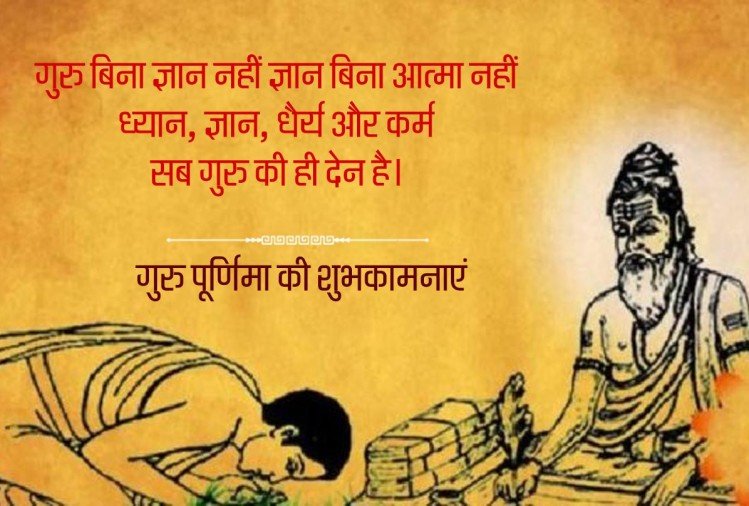 गुरु बिना ज्ञान नहीं ज्ञान बिना आत्मा नहीं
ध्यान, ज्ञान, धैर्य और कर्म
सब गुरु की ही देन है।
गुरु पूर्णिमा की शुभकामनाएं